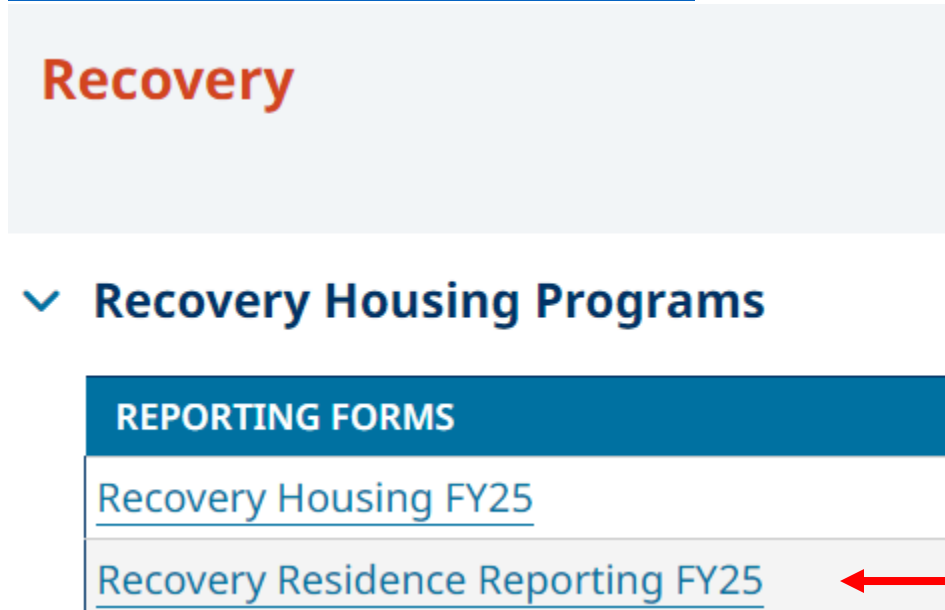 Recovery
Recovery Housing Programs
REPORTING FORMS
Recovery Housing FY25
Recovery Residence Reporting FY25